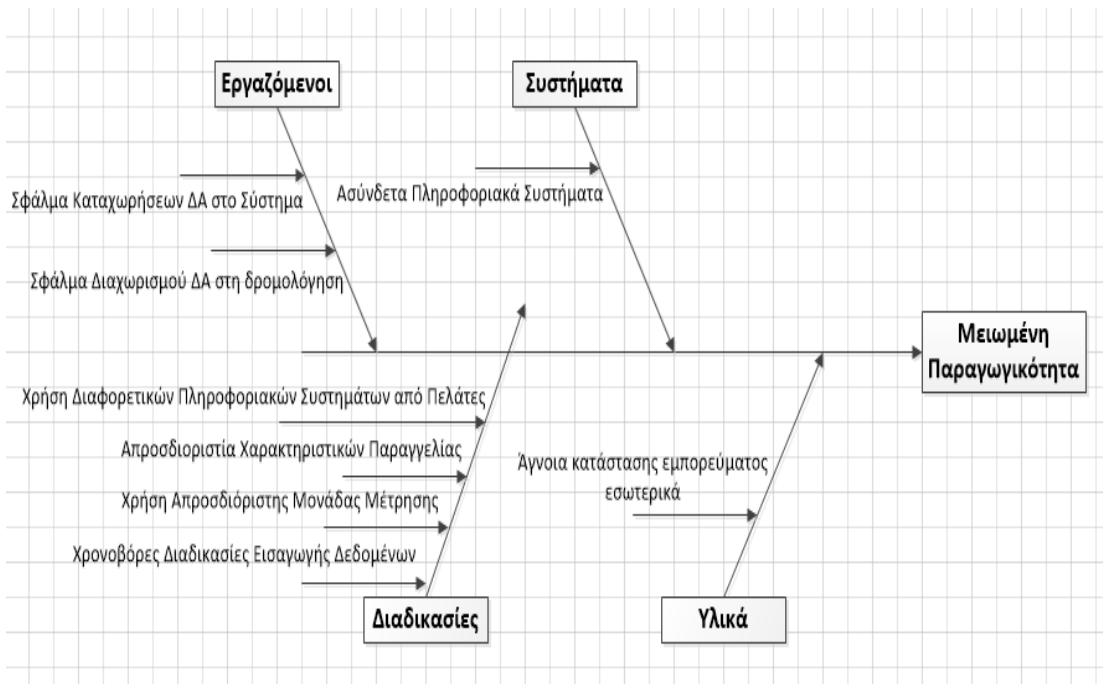 Εργαζόμενοι
Συστήματα
Σφάλμα Καταχωρήσεων ΔΑ στο Σύστημα
Ασύνδετα Πληροφοριακά Συστήματα
Σφάλμα Διαχωρισμού ΔΑ στη δρομολόγηση
Μειωμένη
Παραγωγικότητα
Χρήση Διαφορετικών Πληροφοριακών Συστημάτων από Πελάτες
Απροσδιοριστία Χαρακτηριστικών Παραγγελίας
Χρήση Απροσδιόριστης Μονάδας Μέτρησης
Χρονοβόρες Διαδικασίες Εισαγωγής Δεδομένων
Άγνοια κατάστασης εμπορεύματος
εσωτερικά
Διαδικασίες
Υλικά